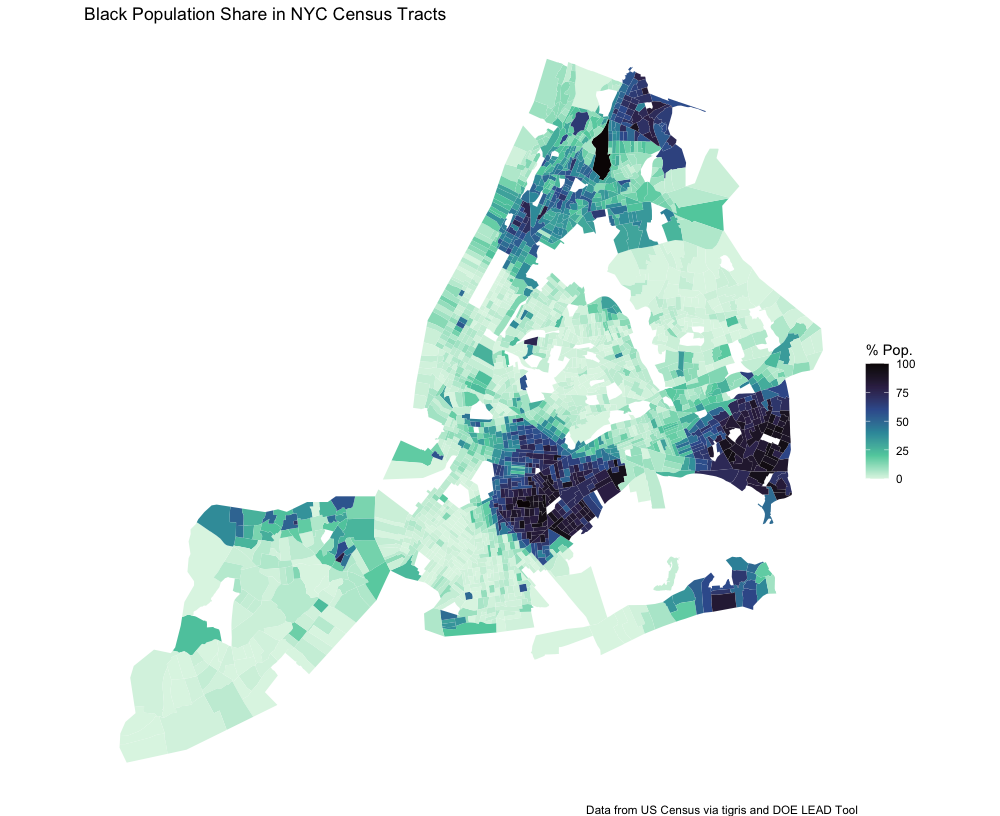 Black Population Share in NYC Census Tracts
% Pop.
100
75
50
25
0
Data from US Census via tigris and DOE LEAD Tool